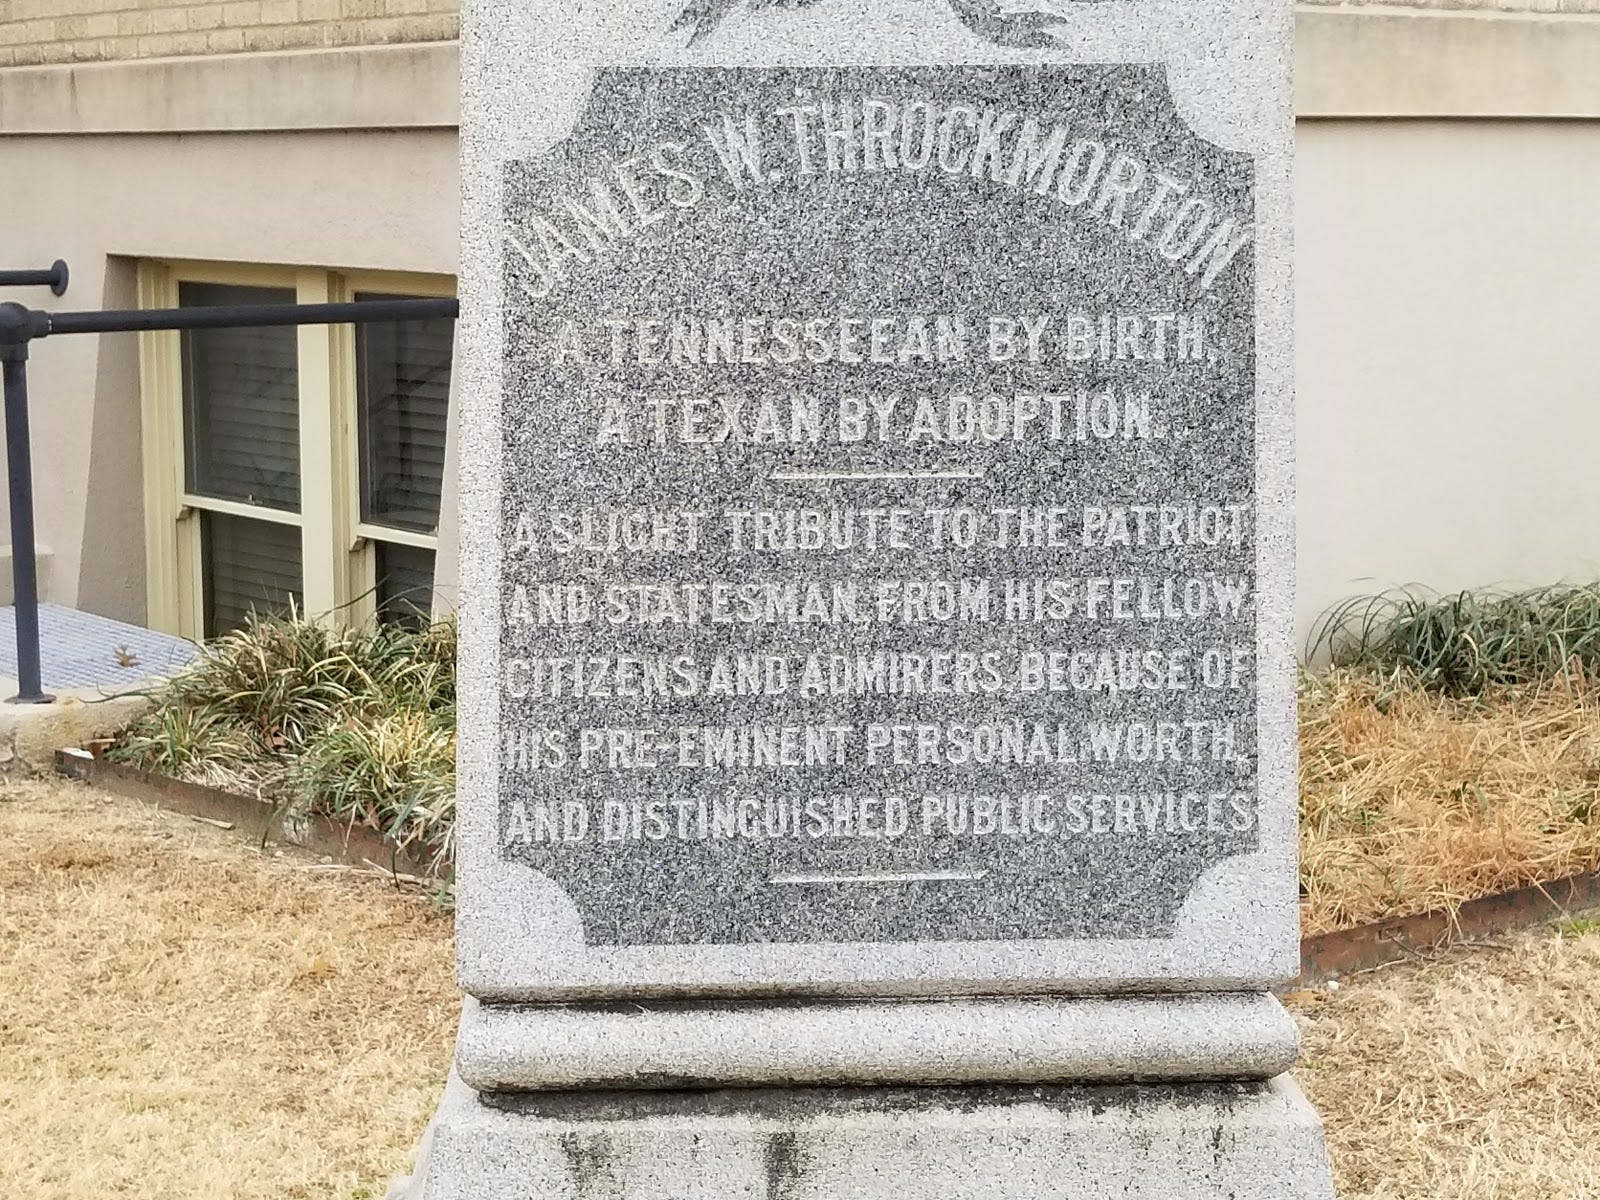 JAMES W. THROCKMORTON
A TENNESSEEAN BY BIRTH,
A TEXAN BY ADOPTION.
A SLIGHT TRIBUTE TO THE PATRIOT
AND STATESMAN, FROM HIS FELLOW
CITIZENS AND ADMIRERS BECAUSE OF
HIS PRE-EMINENT PERSONAL WORTH,
AND DISTINGUISHED PUBLIC SERVICES